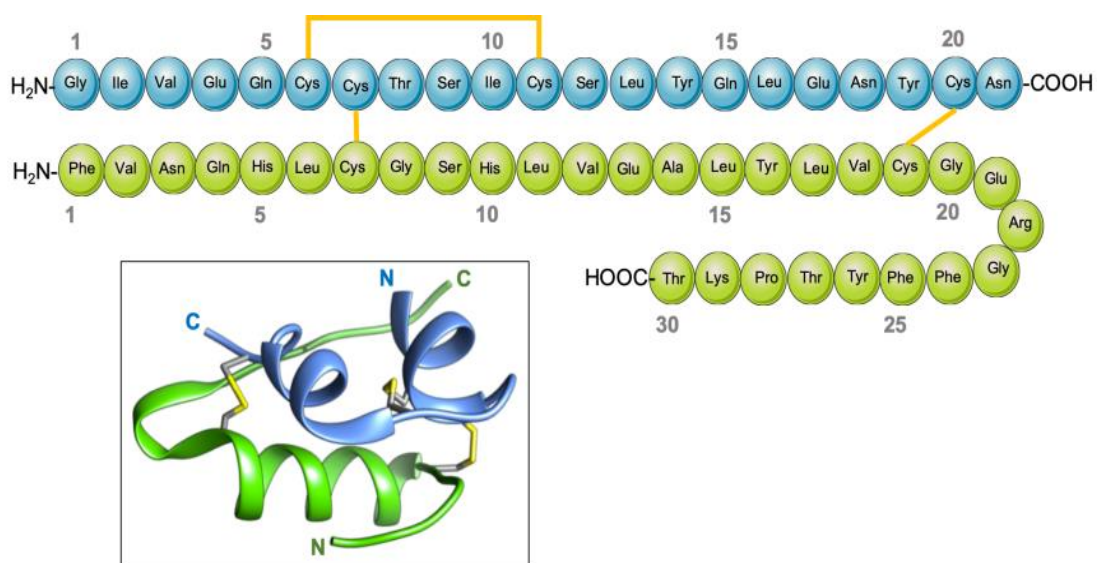 1 5 10 15 20
H₂N- Gly Ile Val Glu Gln Cys Cys Thr Ser Ile Cys Ser Leu Tyr Gln Leu Glu Asn Tyr Cys Asn -COOH
H₂N- Phe Val Asn Gln His Leu Cys Gly Ser His Leu Val Glu Ala Leu Tyr Leu Val Cys Gly Glu
Arg
1 5 10 15 20
HOOC- Thr Lys Pro Thr Tyr Phe Phe Gly
30 25
N C
C
N